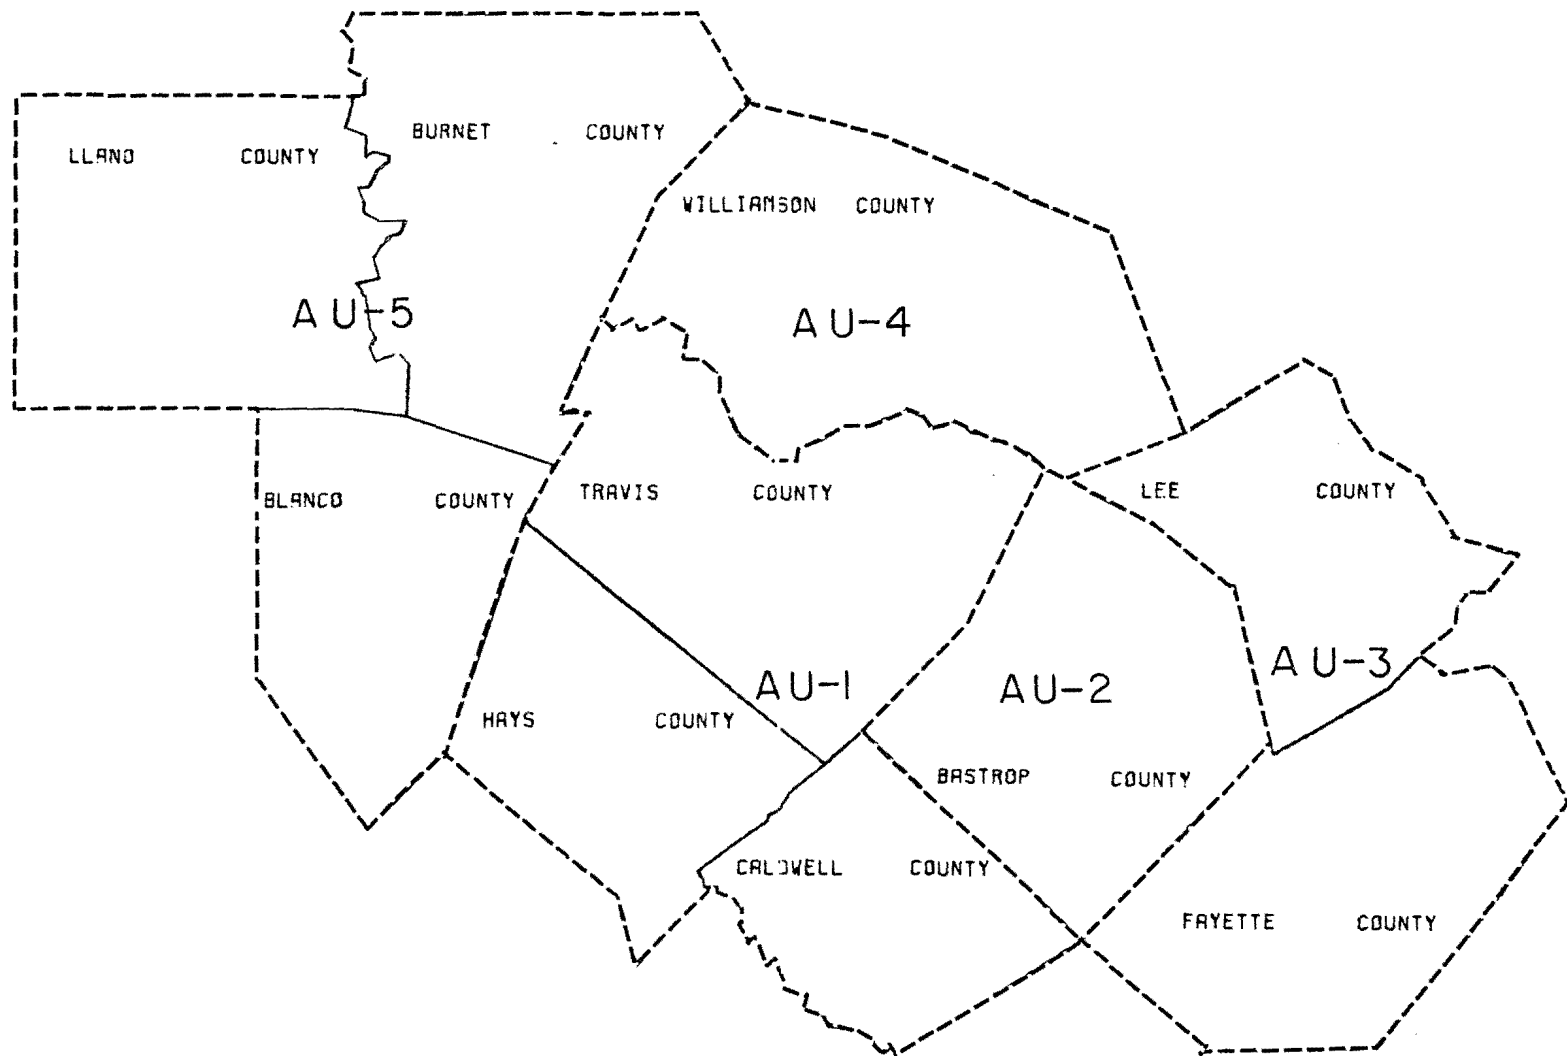 BURNET COUNTY
LLANO COUNTY
WILLIAMSON COUNTY
AU-5
AU-4
BLANCO COUNTY
TRAVIS COUNTY
LEE COUNTY
AU-1
AU-2
AU-3
HAYS COUNTY
BASTROP COUNTY
CALDWELL COUNTY
FAYETTE COUNTY